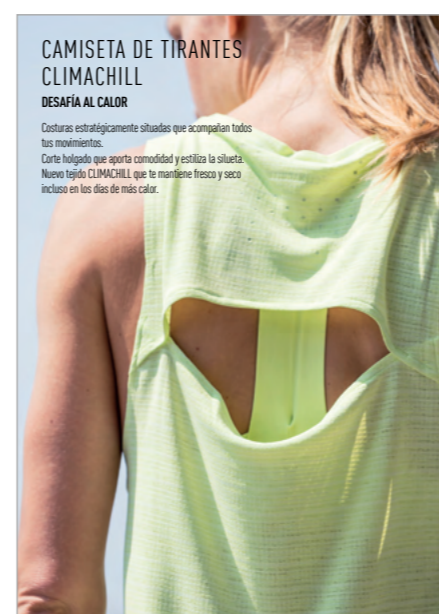 CAMISETA DE TIRANTES
CLIMACHILL
DESAFÍA AL CALOR
Costuras estratégicamente situadas que acompañan todos
tus movimientos.
Corte holgado que aporta comodidad y estiliza la silueta.
Nuevo tejido CLIMACHILL que te mantiene fresco y seco
incluso en los días de más calor.